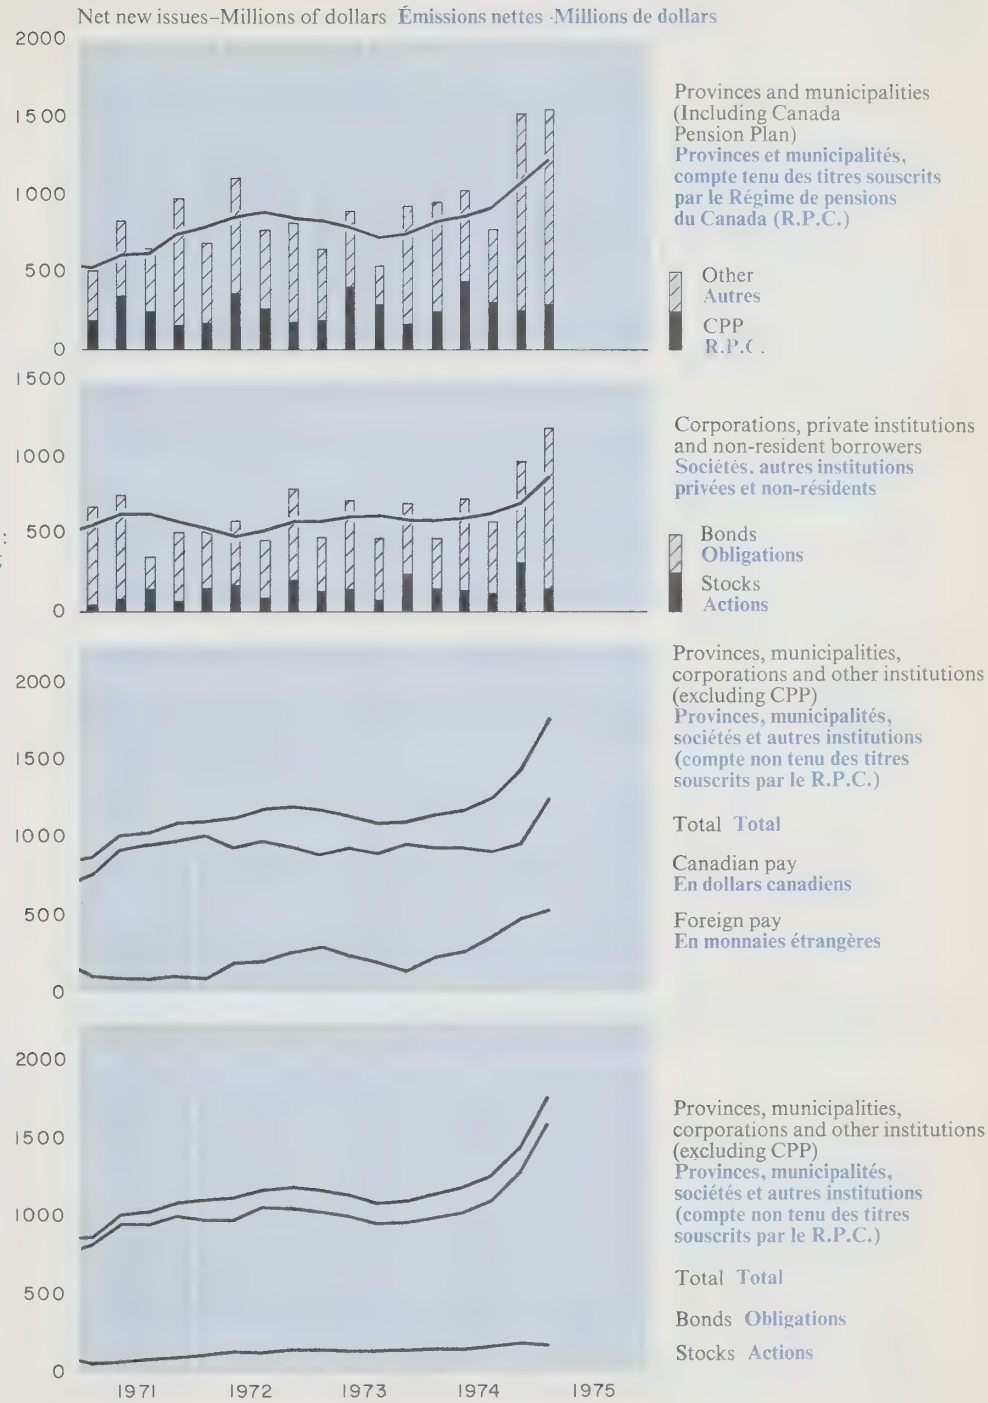 Net new issues–Millions of dollars Émissions nettes -Millions de dollars
2000
1500
1000
500
0
Provinces and municipalities
(Including Canada
Pension Plan)
Provinces et municipalités,
compte tenu des titres souscrits
par le Régime de pensions
du Canada (R.P.C.)
Other
Autres
CPP
R.P.C.
1500
1000
500
0
Corporations, private institutions
and non-resident borrowers
Sociétés, autres institutions
privées et non-résidents
Bonds
Obligations
Stocks
Actions
2000
1500
1000
500
0
Provinces, municipalities,
corporations and other institutions
(excluding CPP)
Provinces, municipalités,
sociétés et autres institutions
(compte non tenu des titres
souscrits par le R.P.C.)
Total Total
Canadian pay
En dollars canadiens
Foreign pay
En monnaies étrangères
2000
1500
1000
500
0
Provinces, municipalities,
corporations and other institutions
(excluding CPP)
Provinces, municipalités,
sociétés et autres institutions
(compte non tenu des titres
souscrits par le R.P.C.)
Total Total
Bonds Obligations
Stocks Actions
1971 1972 1973 1974 1975